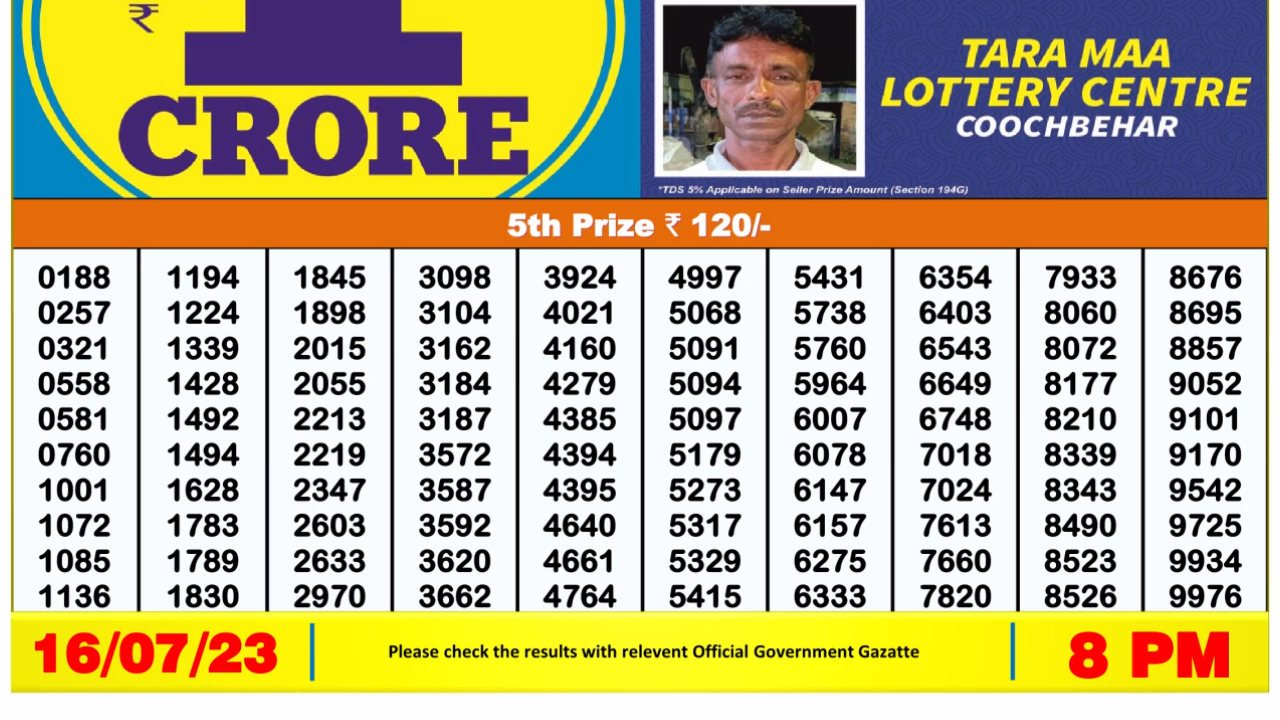 ₹
1
CRORE
TARA MAA
LOTTERY CENTRE
COOCHBEHAR
*TDS 5% Applicable on Seller Prize Amount (Section 194G)
5th Prize ₹ 120/-
0188 1194 1845 3098 3924 4997 5431 6354 7933 8676
0257 1224 1898 3104 4021 5068 5738 6403 8060 8695
0321 1339 2015 3162 4160 5091 5760 6543 8072 8857
0558 1428 2055 3184 4279 5094 5964 6649 8177 9052
0581 1492 2213 3187 4385 5097 6007 6748 8210 9101
0760 1494 2219 3572 4394 5179 6078 7018 8339 9170
1001 1628 2347 3587 4395 5273 6147 7024 8343 9542
1072 1783 2603 3592 4640 5317 6157 7613 8490 9725
1085 1789 2633 3620 4661 5329 6275 7660 8523 9934
1136 1830 2970 3662 4764 5415 6333 7820 8526 9976
16/07/23 Please check the results with relevent Official Government Gazatte 8 PM